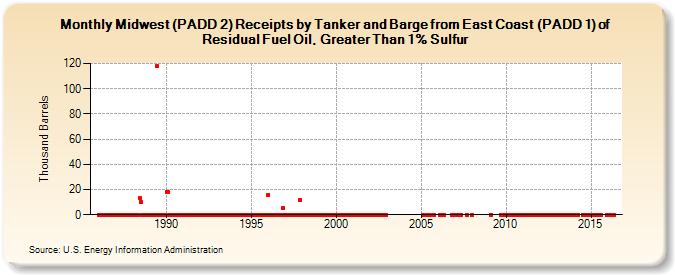 Monthly Midwest (PADD 2) Receipts by Tanker and Barge from East Coast (PADD 1) of
Residual Fuel Oil, Greater Than 1% Sulfur
Thousand Barrels
120
100
80
60
40
20
0
1990 1995 2000 2005 2010 2015
Source: U.S. Energy Information Administration